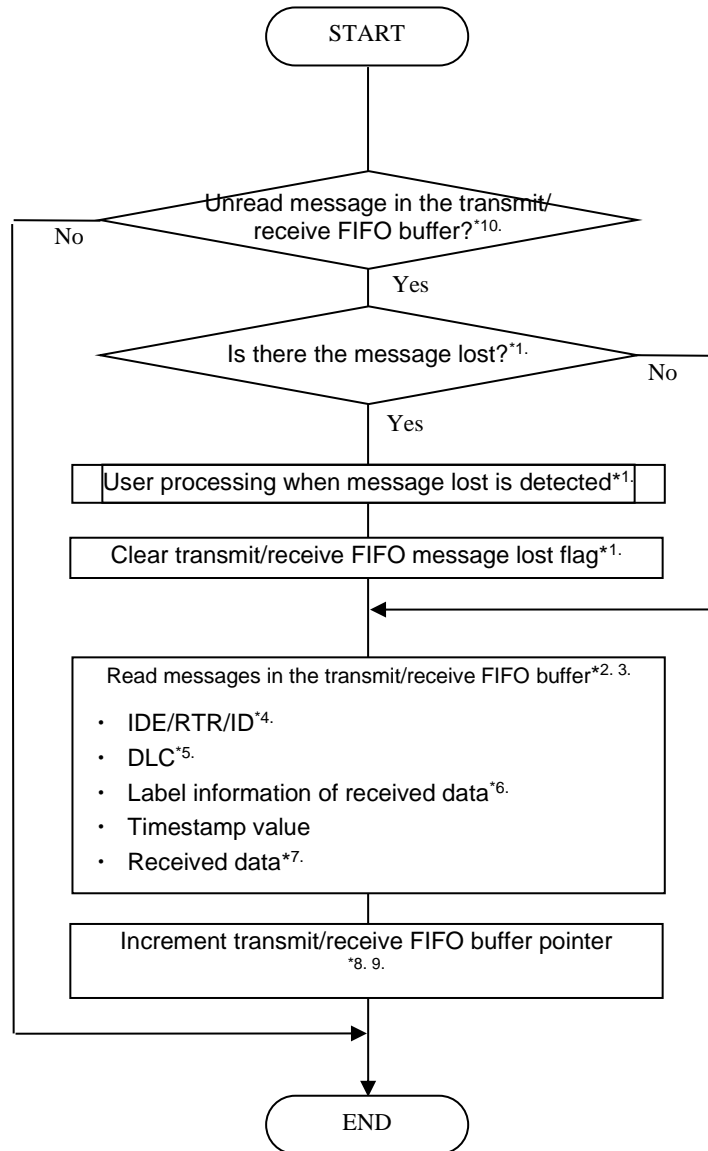 START
Unread message in the transmit/
receive FIFO buffer?*10.
No
Yes
Is there the message lost?*1.
No
Yes
User processing when message lost is detected*1.
Clear transmit/receive FIFO message lost flag*1.
Read messages in the transmit/receive FIFO buffer*2. 3.
・ IDE/RTR/ID*4.
・ DLC*5.
・ Label information of received data*6.
・ Timestamp value
・ Received data*7.
Increment transmit/receive FIFO buffer pointer
*8. 9.
END